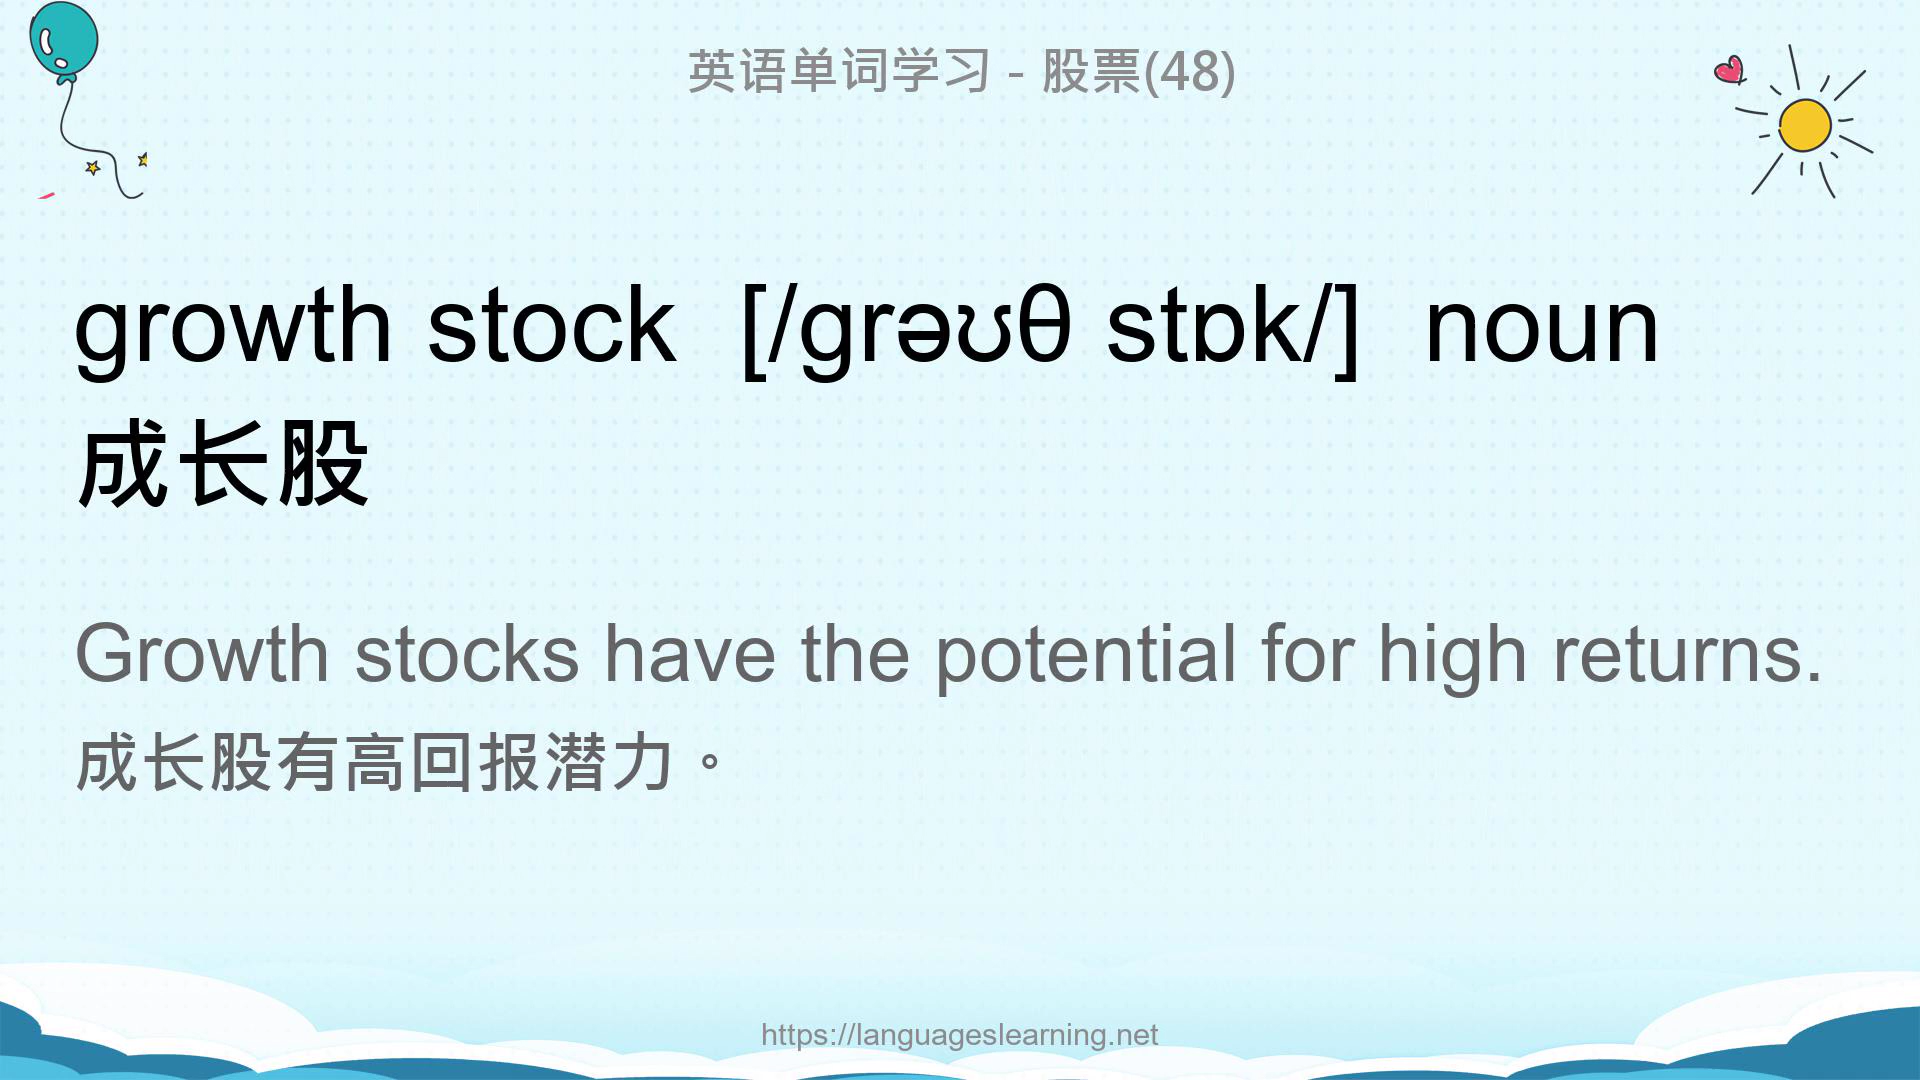 英语单词学习 - 股票(48)
growth stock [/ɡrəʊθ stɒk/] noun
成长股
Growth stocks have the potential for high returns.
成长股有高回报潜力。
https://languageslearning.net